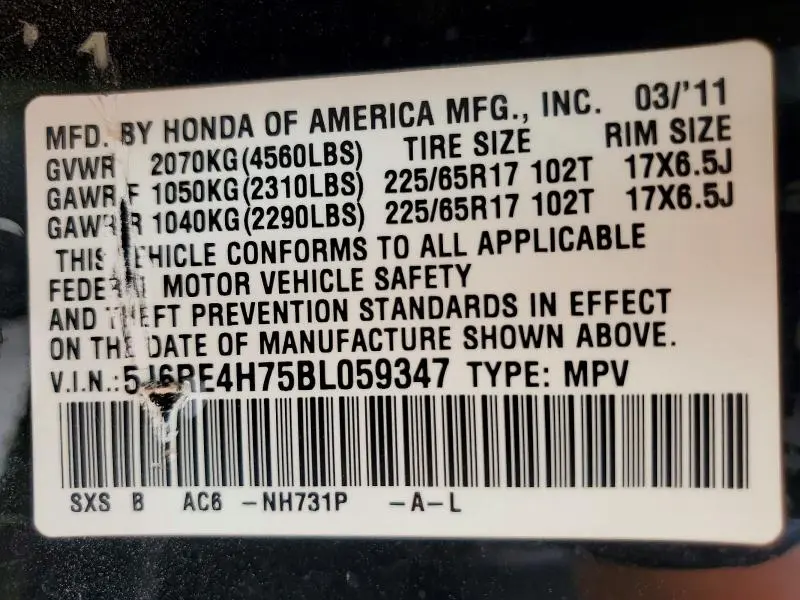 MFD. BY HONDA OF AMERICA MFG., INC. 03/'11
GVWR 2070KG(4560LBS) TIRE SIZE RIM SIZE
GAWR F 1050KG(2310LBS) 225/65R17 102T 17X6.5J
GAWR R 1040KG(2290LBS) 225/65R17 102T 17X6.5J
THIS VEHICLE CONFORMS TO ALL APPLICABLE
FEDERAL MOTOR VEHICLE SAFETY
AND THEFT PREVENTION STANDARDS IN EFFECT
ON THE DATE OF MANUFACTURE SHOWN ABOVE.
V.I.N.:5J6RE4H75BL059347 TYPE: MPV
SXS B AC6 -NH731P -A-L